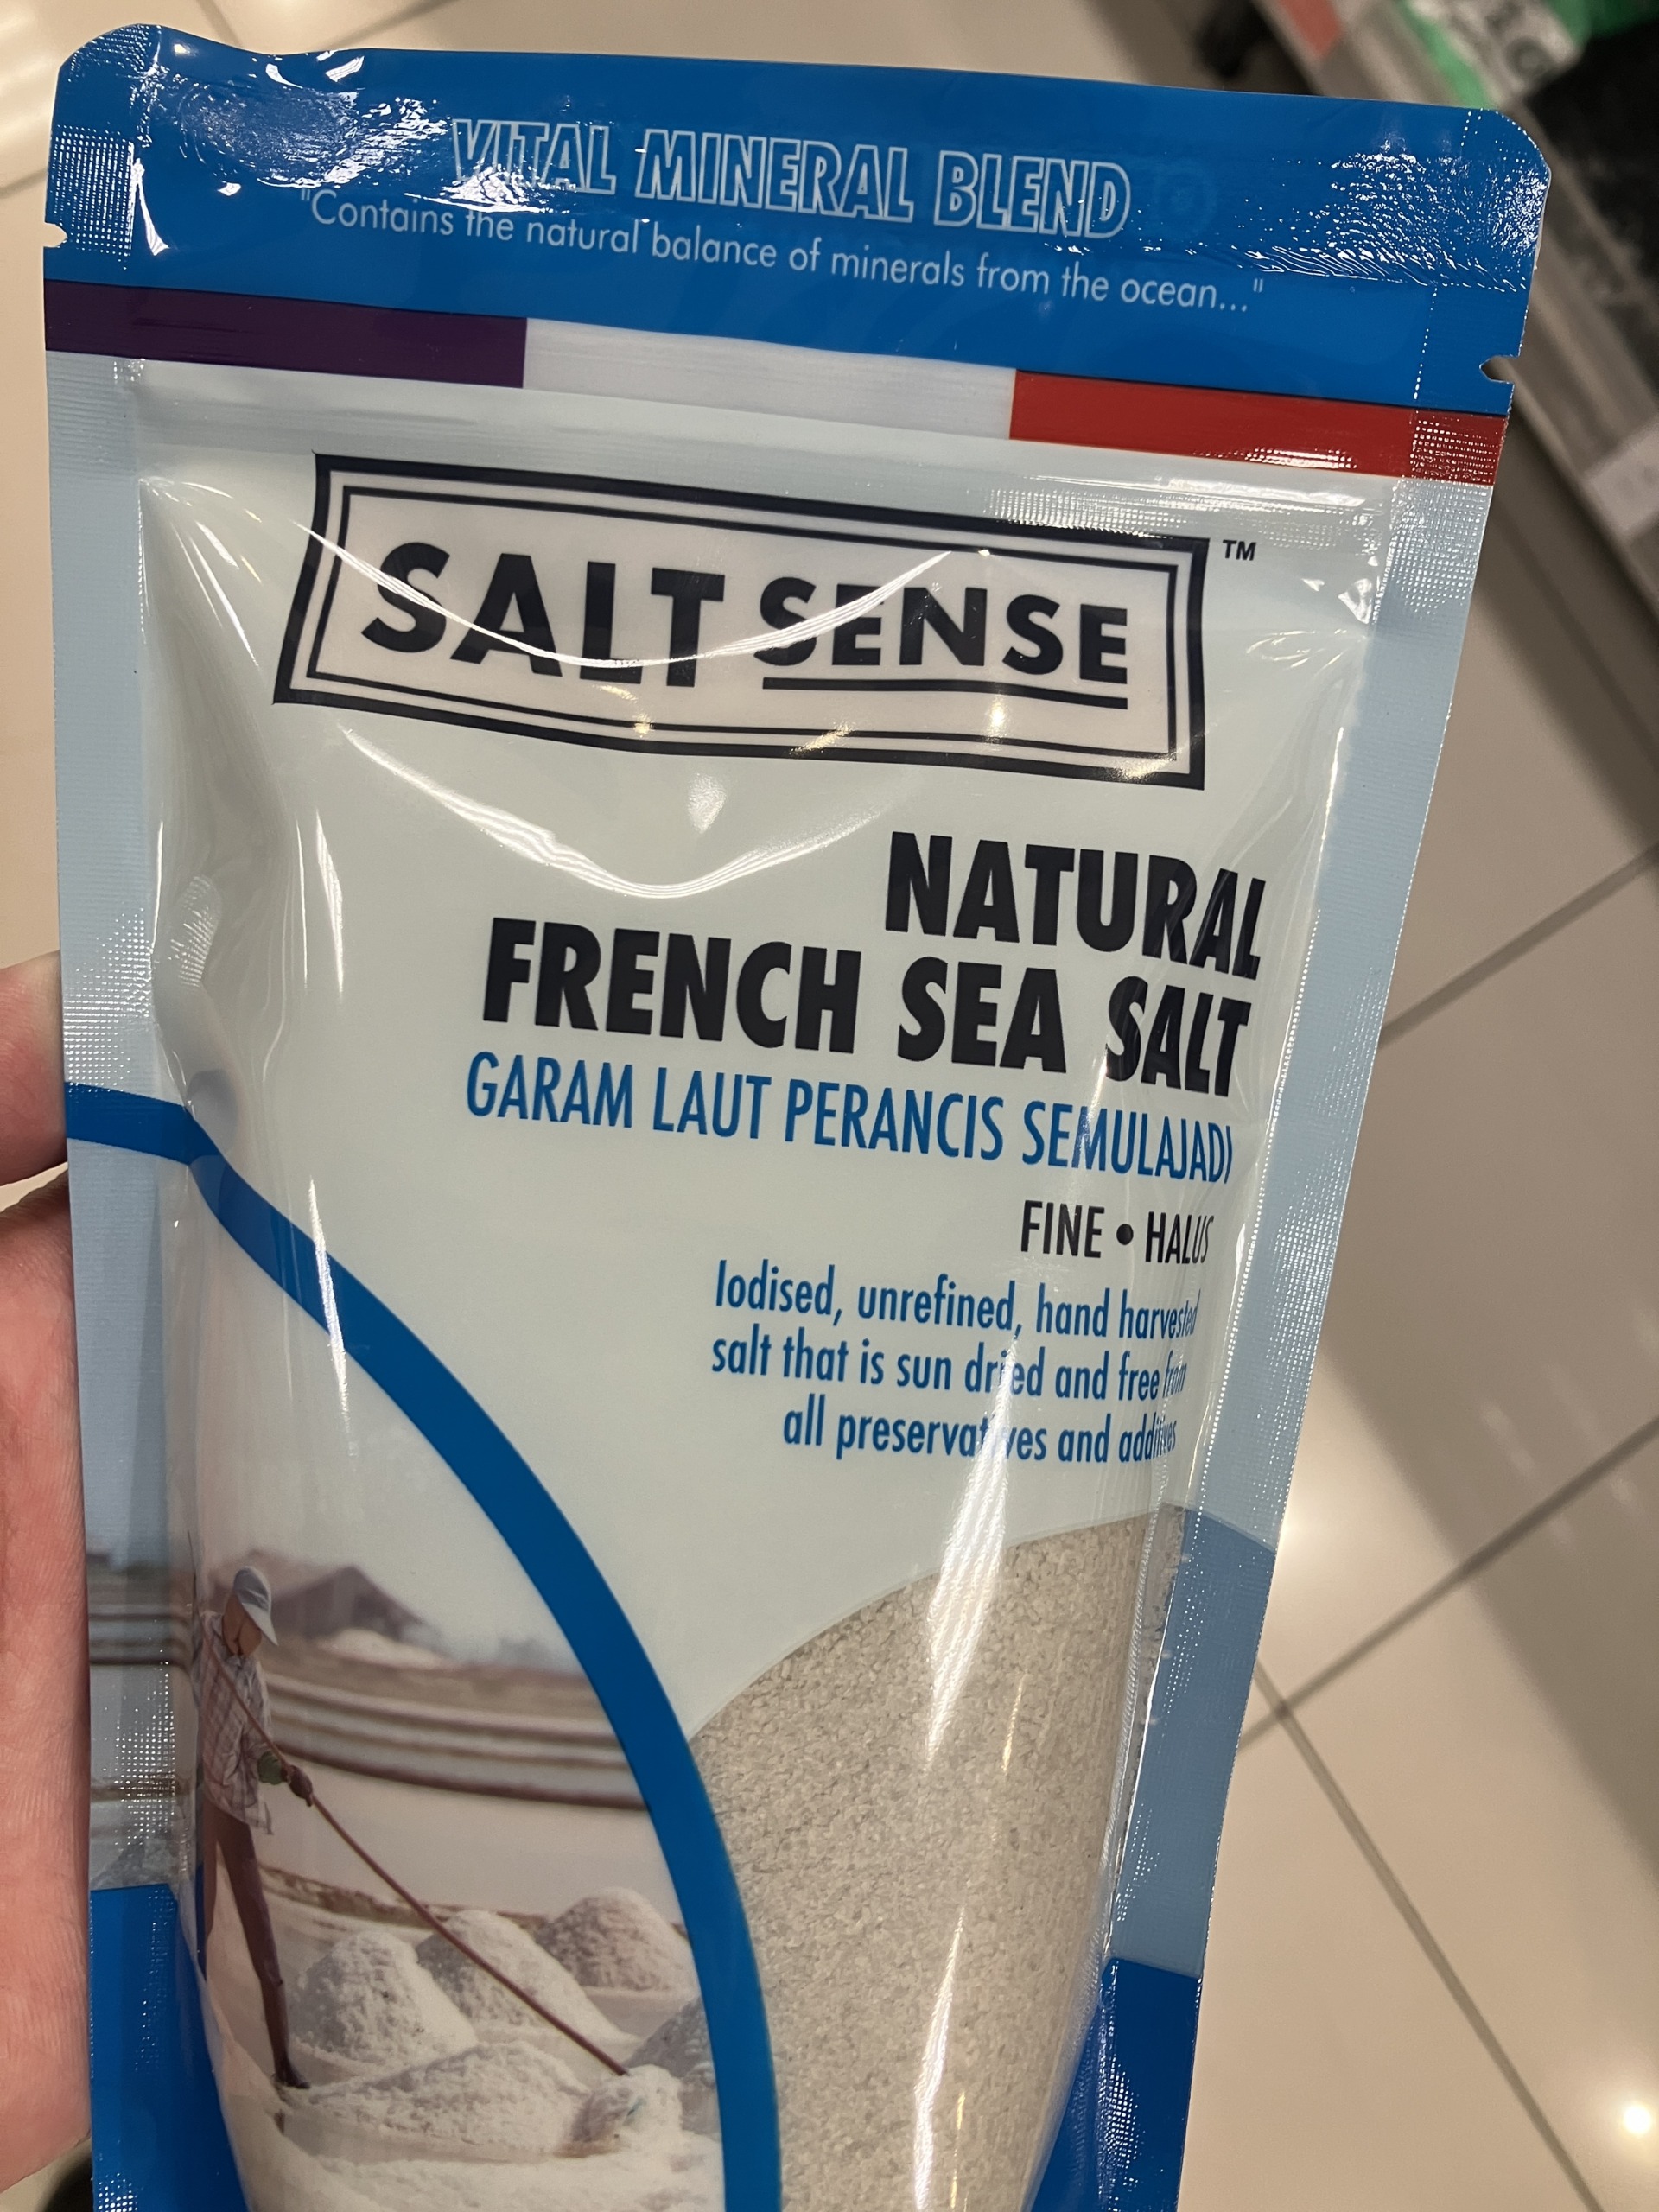 VITAL MINERAL BLEND
"Contains the natural balance of minerals from the ocean..."
SALT SENSE ™
NATURAL
FRENCH SEA SALT
GARAM LAUT PERANCIS SEMULAJADI
FINE • HALUS
Iodised, unrefined, hand harvested
salt that is sun dried and free from
all preservatives and additives